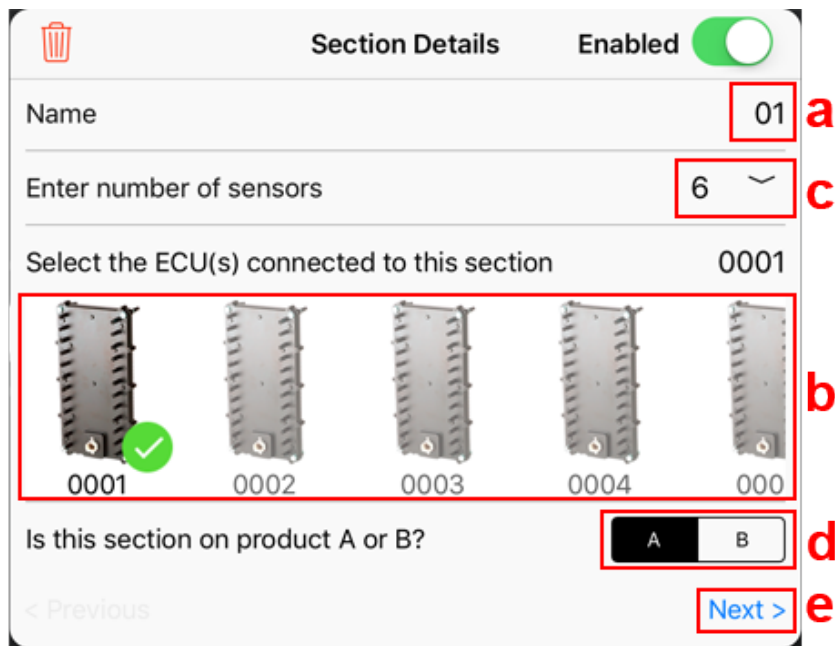 Section Details Enabled
Name 01 a
Enter number of sensors 6 c
Select the ECU(s) connected to this section 0001
b
0001 0002 0003 0004 000
Is this section on product A or B? A B d
< Previous Next > e